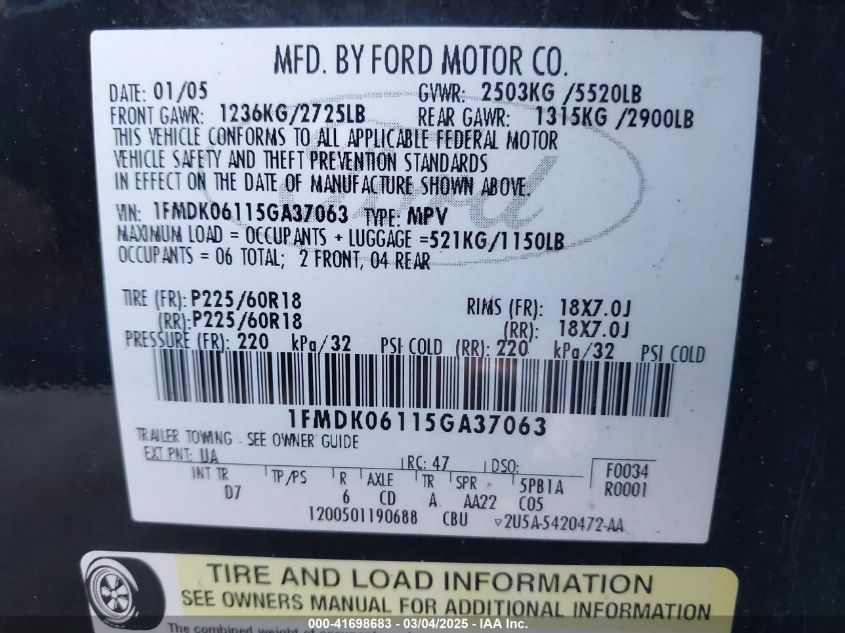 MFD. BY FORD MOTOR CO.
DATE: 01/05 GVWR: 2503KG /5520LB
FRONT GAWR: 1236KG/2725LB REAR GAWR: 1315KG /2900LB
THIS VEHICLE CONFORMS TO ALL APPLICABLE FEDERAL MOTOR
VEHICLE SAFETY AND THEFT PREVENTION STANDARDS
IN EFFECT ON THE DATE OF MANUFACTURE SHOWN ABOVE.
VIN: 1FMDK06115GA37063 TYPE: MPV
MAXIMUM LOAD = OCCUPANTS + LUGGAGE =521KG/1150LB
OCCUPANTS = 06 TOTAL; 2 FRONT, 04 REAR
TIRE (FR): P225/60R18 RIMS (FR): 18X7.0J
(RR): P225/60R18 (RR): 18X7.0J
PRESSURE (FR): 220 kPa/32 PSI COLD (RR): 220 kPa/32 PSI COLD
1FMDK06115GA37063
TRAILER TOWING - SEE OWNER GUIDE
EXT PNT: UA RC: 47 DSO: F0034
INT TR TP/PS R AXLE TR SPR 5PB1A R0001
D7 6 CD A AA22 C05
1200501190688 CBU ▽2U5A-5420472-AA
Ford
TIRE AND LOAD INFORMATION
SEE OWNERS MANUAL FOR ADDITIONAL INFORMATION
The combined weight of
000-41698683 - 03/04/2025 - IAA Inc.